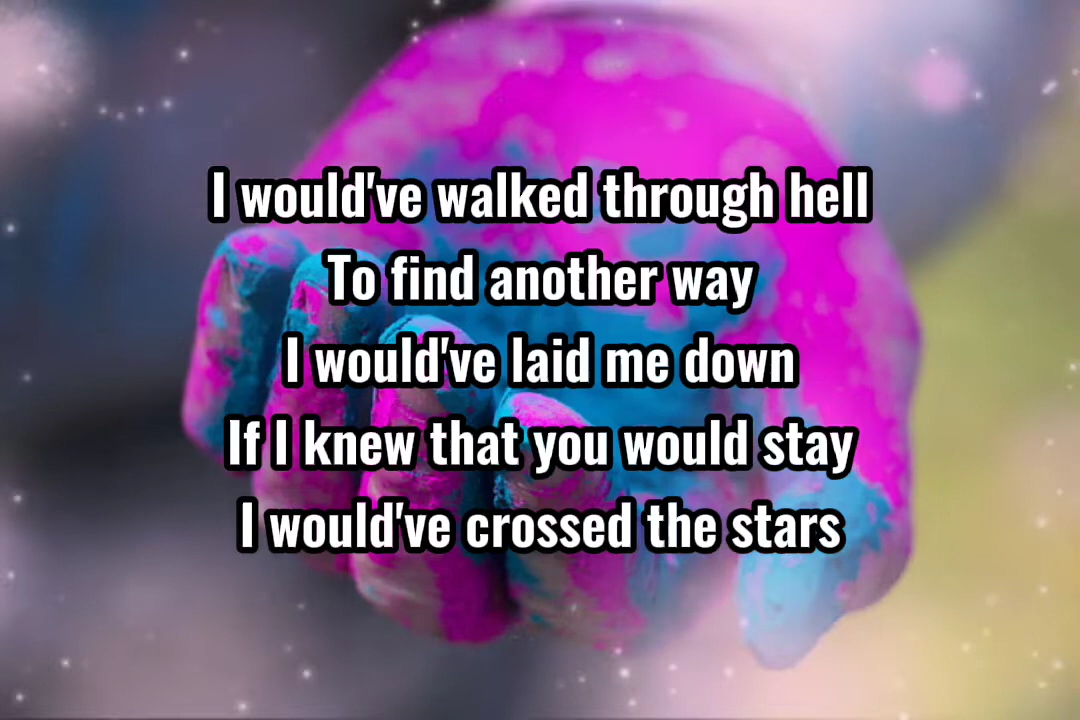 I would've walked through hell
To find another way
I would've laid me down
If I knew that you would stay
I would've crossed the stars